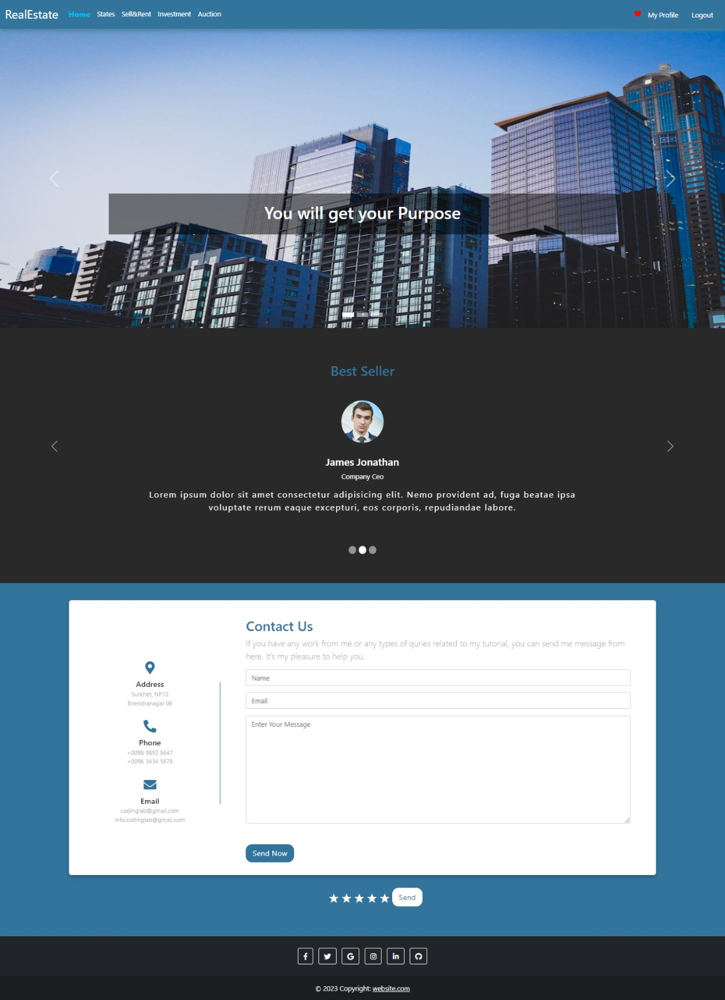 RealEstate Home States Sell&Rent Investment Auction My Profile Logout
You will get your Purpose
Best Seller
James Jonathan
Company Ceo
Lorem ipsum dolor sit amet consectetur adipisicing elit. Nemo provident ad, fuga beatae ipsa
voluptate rerum eaque excepturi, eos corporis, repudiandae labore.
Address
Surkhet, NP12
Birendranagar 06
Phone
+0098 9893 5647
+0096 3434 5678
Email
codinglab@gmail.com
info.codinglab@gmail.com
Contact Us
If you have any work from me or any types of quries related to my tutorial, you can send me message from
here. It's my pleasure to help you.
Name
Email
Enter Your Message
Send Now
Send
© 2023 Copyright: website.com